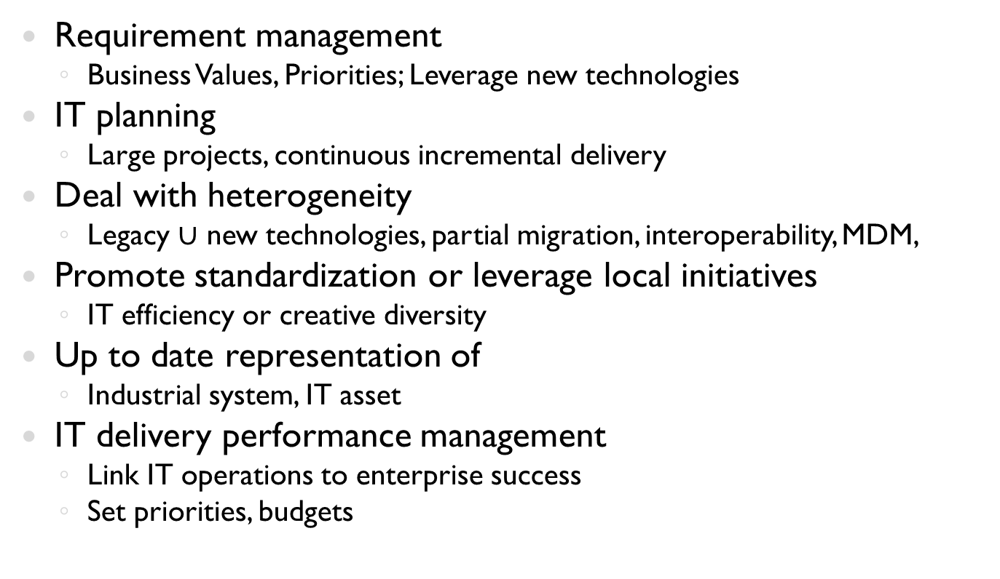 Requirement management
Business Values, Priorities; Leverage new technologies
IT planning
Large projects, continuous incremental delivery
Deal with heterogeneity
Legacy ∪ new technologies, partial migration, interoperability, MDM,
Promote standardization or leverage local initiatives
IT efficiency or creative diversity
Up to date representation of
Industrial system, IT asset
IT delivery performance management
Link IT operations to enterprise success
Set priorities, budgets